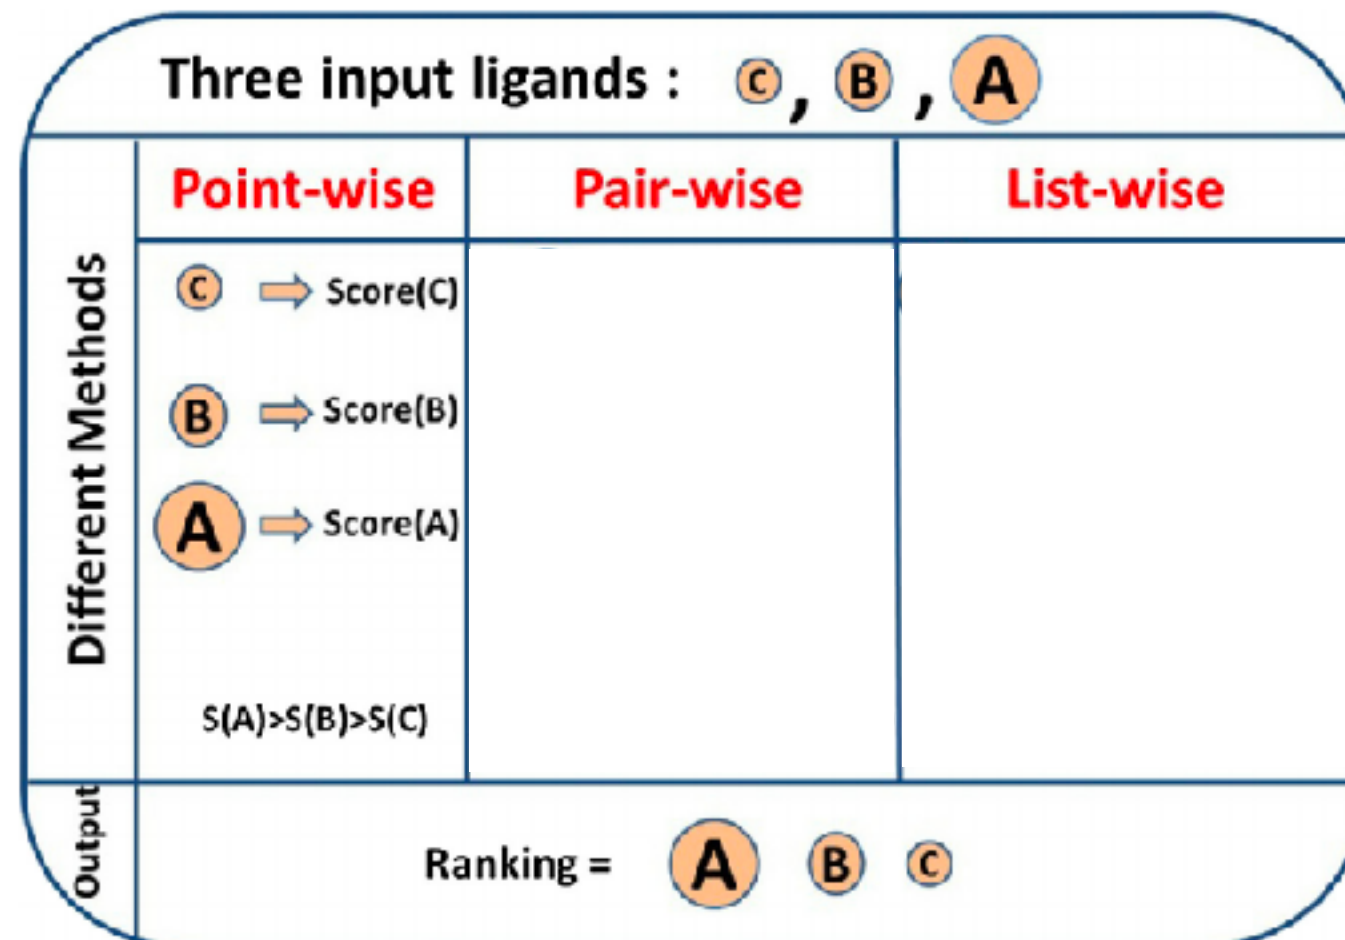 Three input ligands : C , B , A
Point-wise
Pair-wise
List-wise
Different Methods
C Score(C)
B Score(B)
A Score(A)
S(A)>S(B)>S(C)
Output
Ranking = A B C